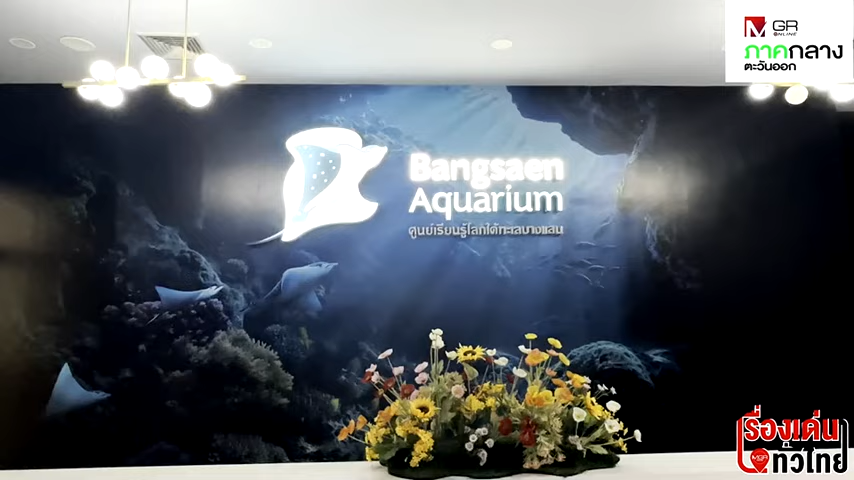 MGR
ONLINE
ภาคกลาง
ตะวันออก
Bangsaen
Aquarium
ศูนย์เรียนรู้โลกใต้ทะเลบางแสน
เรื่องเด่น
MGR
ทั่วไทย